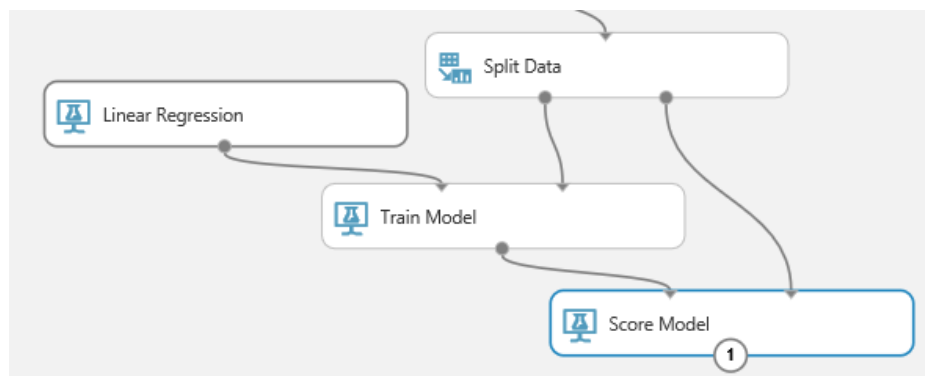 Split Data
Linear Regression
Train Model
Score Model
1